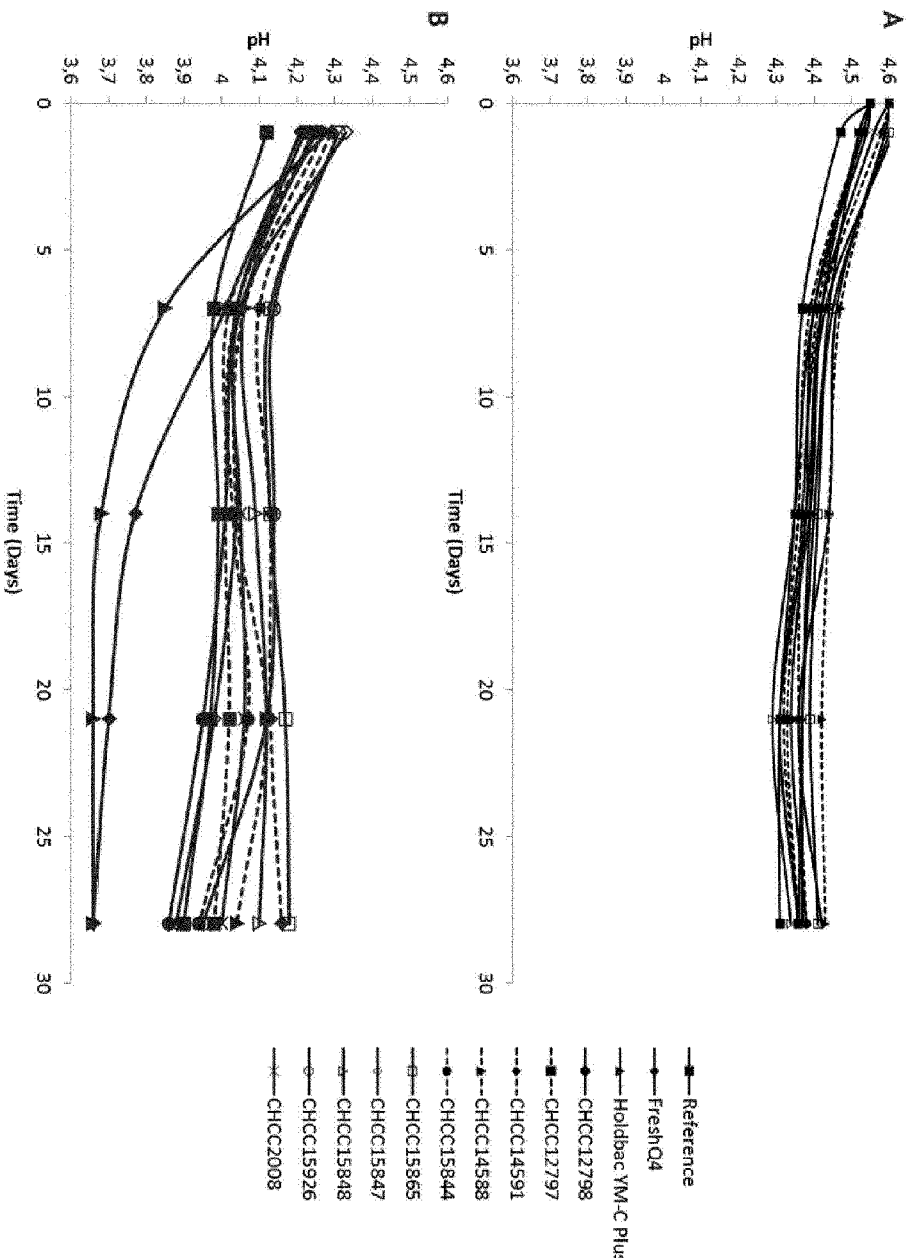 A
pH
4,6
4,5
4,4
4,3
4,2
4,1
4
3,9
3,8
3,7
3,6
0
5
10
15
20
25
30
Time (Days)
B
pH
4,6
4,5
4,4
4,3
4,2
4,1
4
3,9
3,8
3,7
3,6
0
5
10
15
20
25
30
Time (Days)
Reference
FreshQ4
Holdbac YM-C Plus
CHCC12798
CHCC12797
CHCC14591
CHCC14588
CHCC15844
CHCC15865
CHCC15847
CHCC15848
CHCC15926
CHCC2008